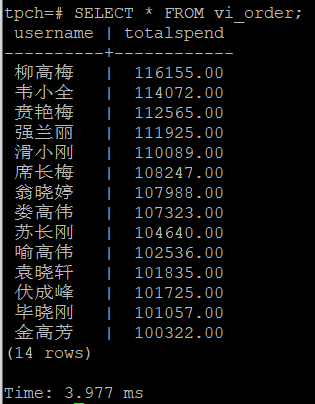 tpch=# SELECT * FROM vi_order;
username | totalspend
----------+------------
柳高梅 | 116155.00
韦小全 | 114072.00
贲艳梅 | 112565.00
强兰丽 | 111925.00
滑小刚 | 110089.00
席长梅 | 108247.00
翁晓婷 | 107988.00
娄高伟 | 107323.00
苏长刚 | 104640.00
喻高伟 | 102536.00
袁晓轩 | 101835.00
伏成峰 | 101725.00
毕晓刚 | 101057.00
金高芳 | 100322.00
(14 rows)
Time: 3.977 ms